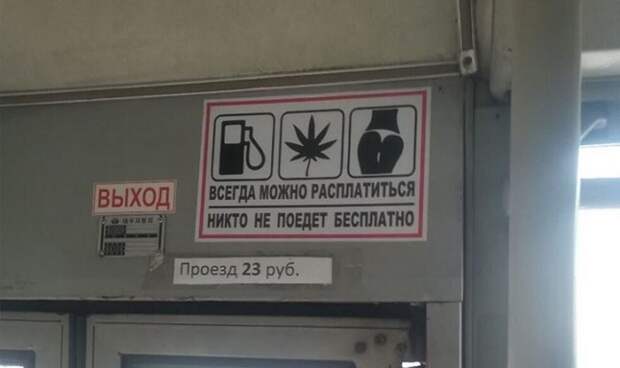 ВСЕГДА МОЖНО РАСПЛАТИТЬСЯ
НИКТО НЕ ПОЕДЕТ БЕСПЛАТНО
ВЫХОД
Проезд 23 руб.